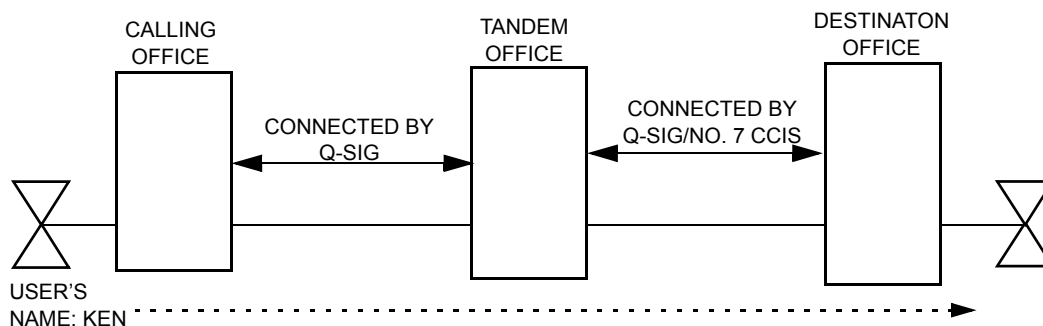 CALLING
OFFICE
TANDEM
OFFICE
DESTINATON
OFFICE
CONNECTED BY
Q-SIG
CONNECTED BY
Q-SIG/NO. 7 CCIS
USER'S
NAME: KEN